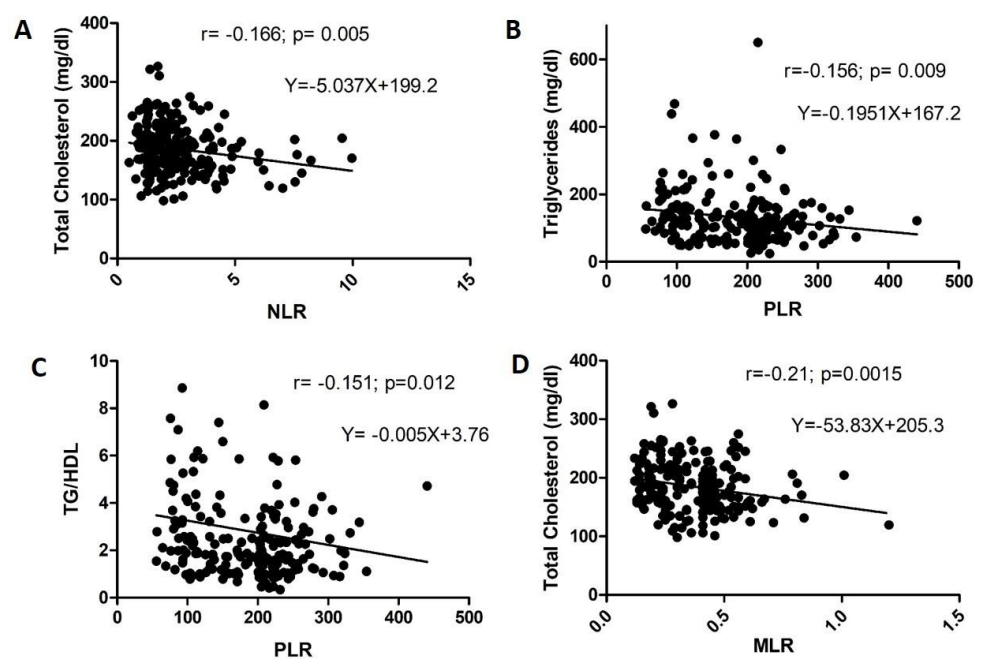 A
r= -0.166; p= 0.005
Y=-5.037X+199.2
Total Cholesterol (mg/dl)
400
300
200
100
0
0
5
10
15
NLR
B
r=-0.156; p= 0.009
Y=-0.1951X+167.2
Triglycerides (mg/dl)
600
400
200
0
0
100
200
300
400
500
PLR
C
r= -0.151; p=0.012
Y= -0.005X+3.76
TG/HDL
10
8
6
4
2
0
0
100
200
300
400
500
PLR
D
r=-0.21; p=0.0015
Y=-53.83X+205.3
Total Cholesterol (mg/dl)
400
300
200
100
0
0.0
0.5
1.0
1.5
MLR